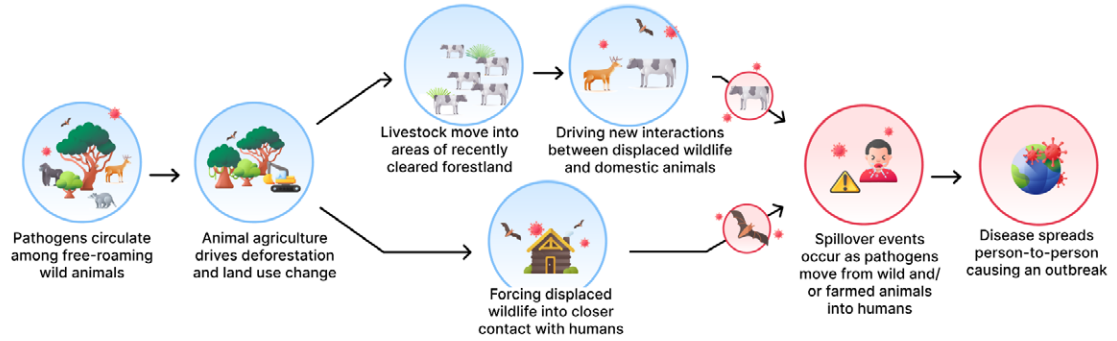 Pathogens circulate
among free-roaming
wild animals
Animal agriculture
drives deforestation
and land use change
Livestock move into
areas of recently
cleared forestland
Driving new interactions
between displaced wildlife
and domestic animals
Forcing displaced
wildlife into closer
contact with humans
Spillover events
occur as pathogens
move from wild and/
or farmed animals
into humans
Disease spreads
person-to-person
causing an outbreak